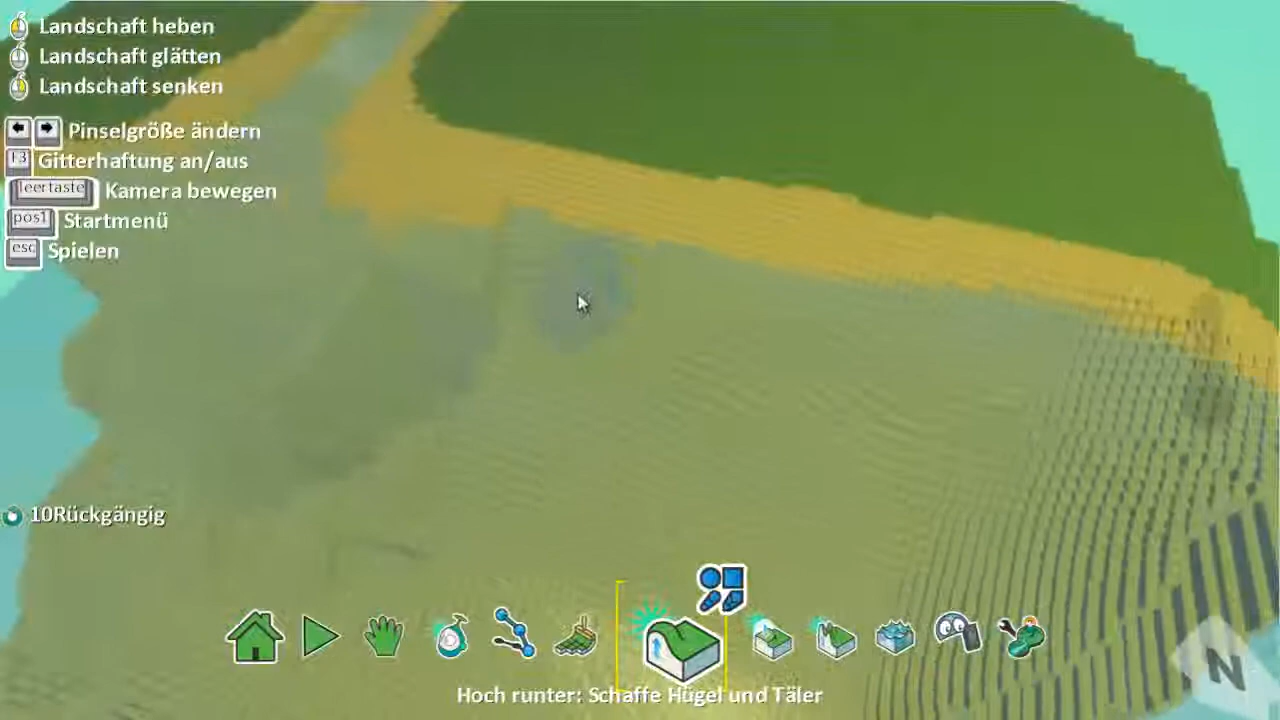 Landschaft heben
Landschaft glätten
Landschaft senken
Pinselgröße ändern
F3 Gitterhaftung an/aus
leertaste Kamera bewegen
pos1 Startmenü
esc Spielen
10Rückgängig
Hoch runter: Schaffe Hügel und Täler
N